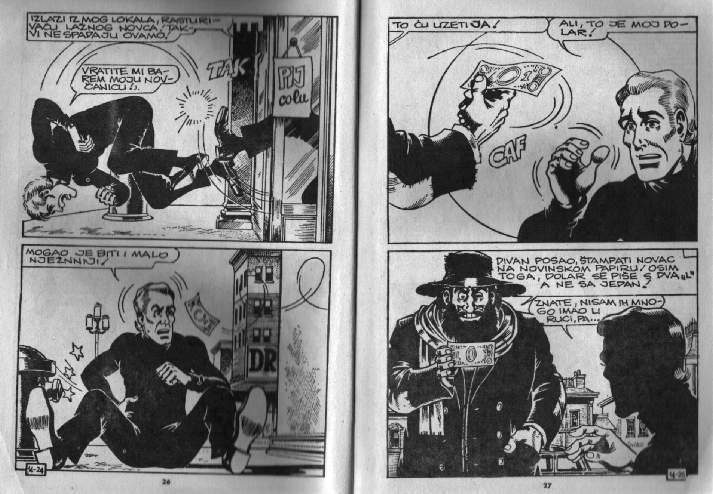 IZLAZI IZ MOG LOKALA, RASTURI-
VAČU LAŽNOG NOVCA! TAK-
VI NE SPADAJU OVAMO!
VRATITE MI BA-
REM MOJU NOV-
ČANICU!
TAK!
PIJ
colu
MOGAO JE BITI I MALO
NJEŽNNIJI!
DR
26
TO ĆU UZETI JA!
ALI, TO JE MOJ DO-
LAR!
CAF
DIVAN POSAO, ŠTAMPATI NOVAC
NA NOVINSKOM PAPIRU! OSIM
TOGA, DOLAR SE PIŠE S DVA „L"
A NE SA JEDAN!
ZNATE, NISAM IH MNO-
GO IMAO U
RUCI, PA...
27